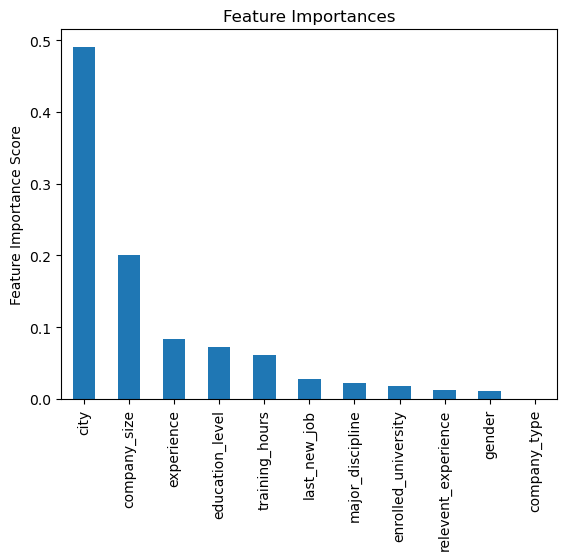 Feature Importances
Feature Importance Score
0.5
0.4
0.3
0.2
0.1
0.0
city
company_size
experience
education_level
training_hours
last_new_job
major_discipline
enrolled_university
relevent_experience
gender
company_type